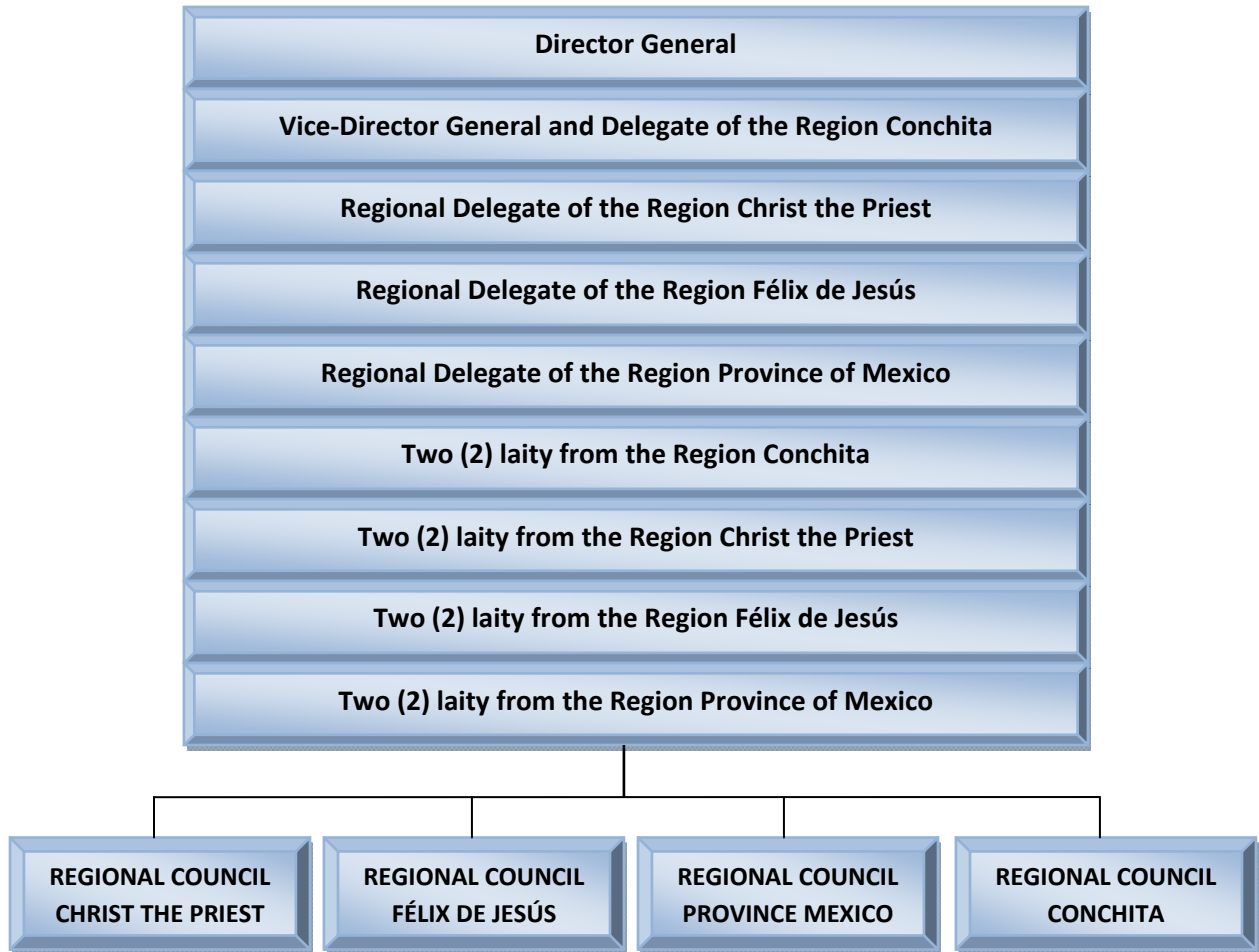 Director General
Vice-Director General and Delegate of the Region Conchita
Regional Delegate of the Region Christ the Priest
Regional Delegate of the Region Félix de Jesús
Regional Delegate of the Region Province of Mexico
Two (2) laity from the Region Conchita
Two (2) laity from the Region Christ the Priest
Two (2) laity from the Region Félix de Jesús
Two (2) laity from the Region Province of Mexico
REGIONAL COUNCIL
CHRIST THE PRIEST
REGIONAL COUNCIL
FÉLIX DE JESÚS
REGIONAL COUNCIL
PROVINCE MEXICO
REGIONAL COUNCIL
CONCHITA